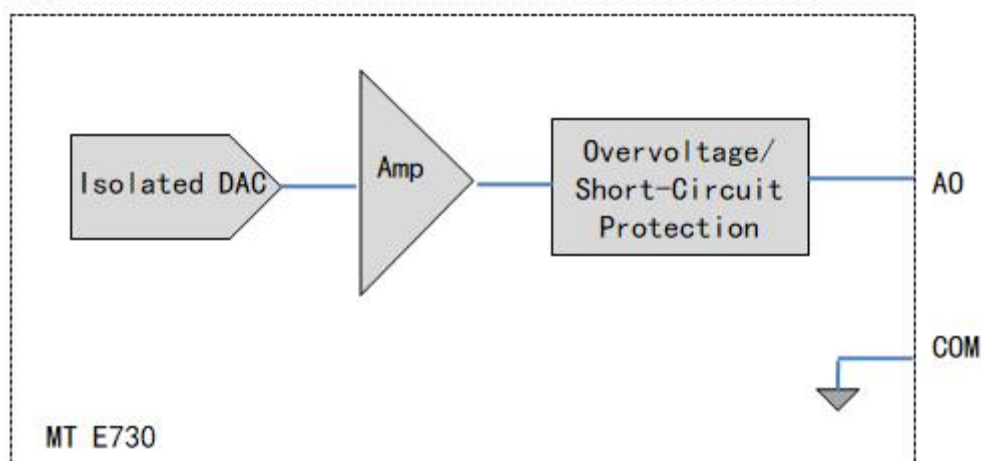 Isolated DAC
Amp
Overvoltage/
Short-Circuit
Protection
AO
COM
MT E730